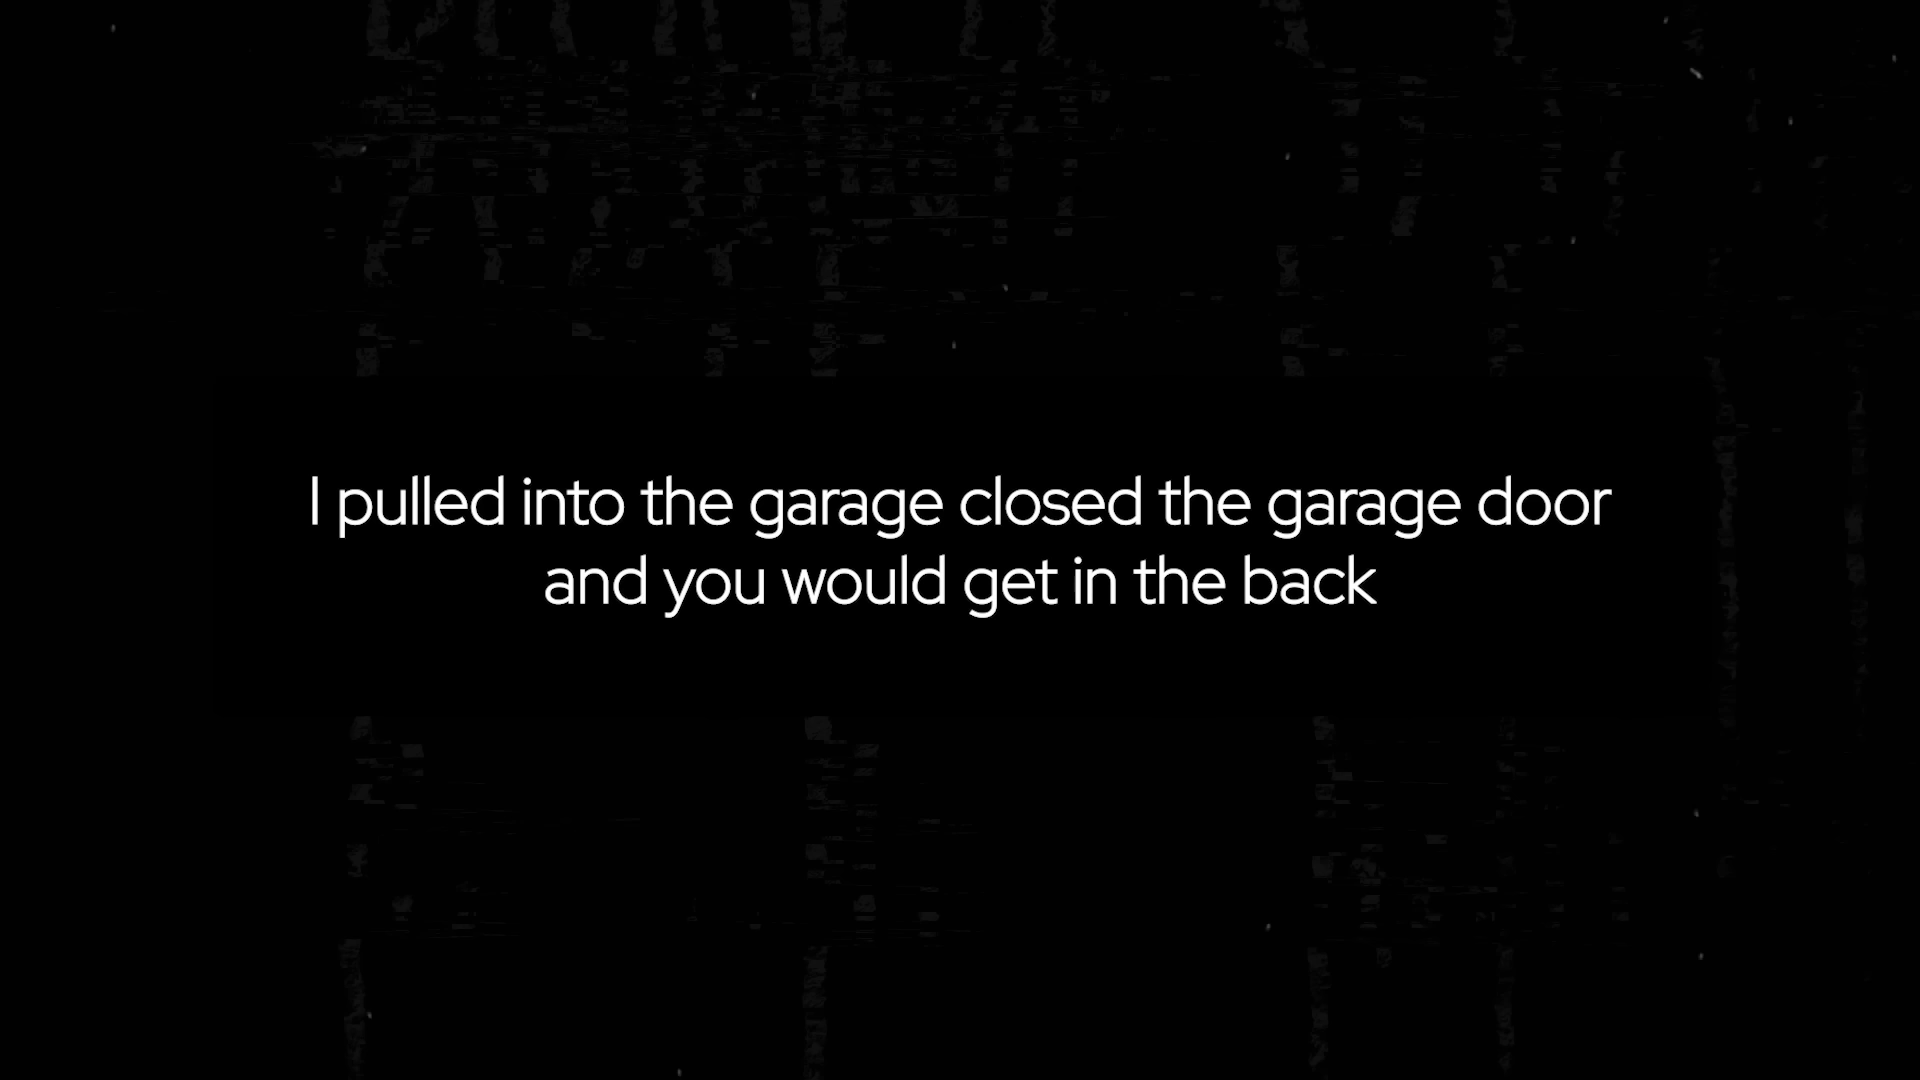 I pulled into the garage closed the garage door
and you would get in the back